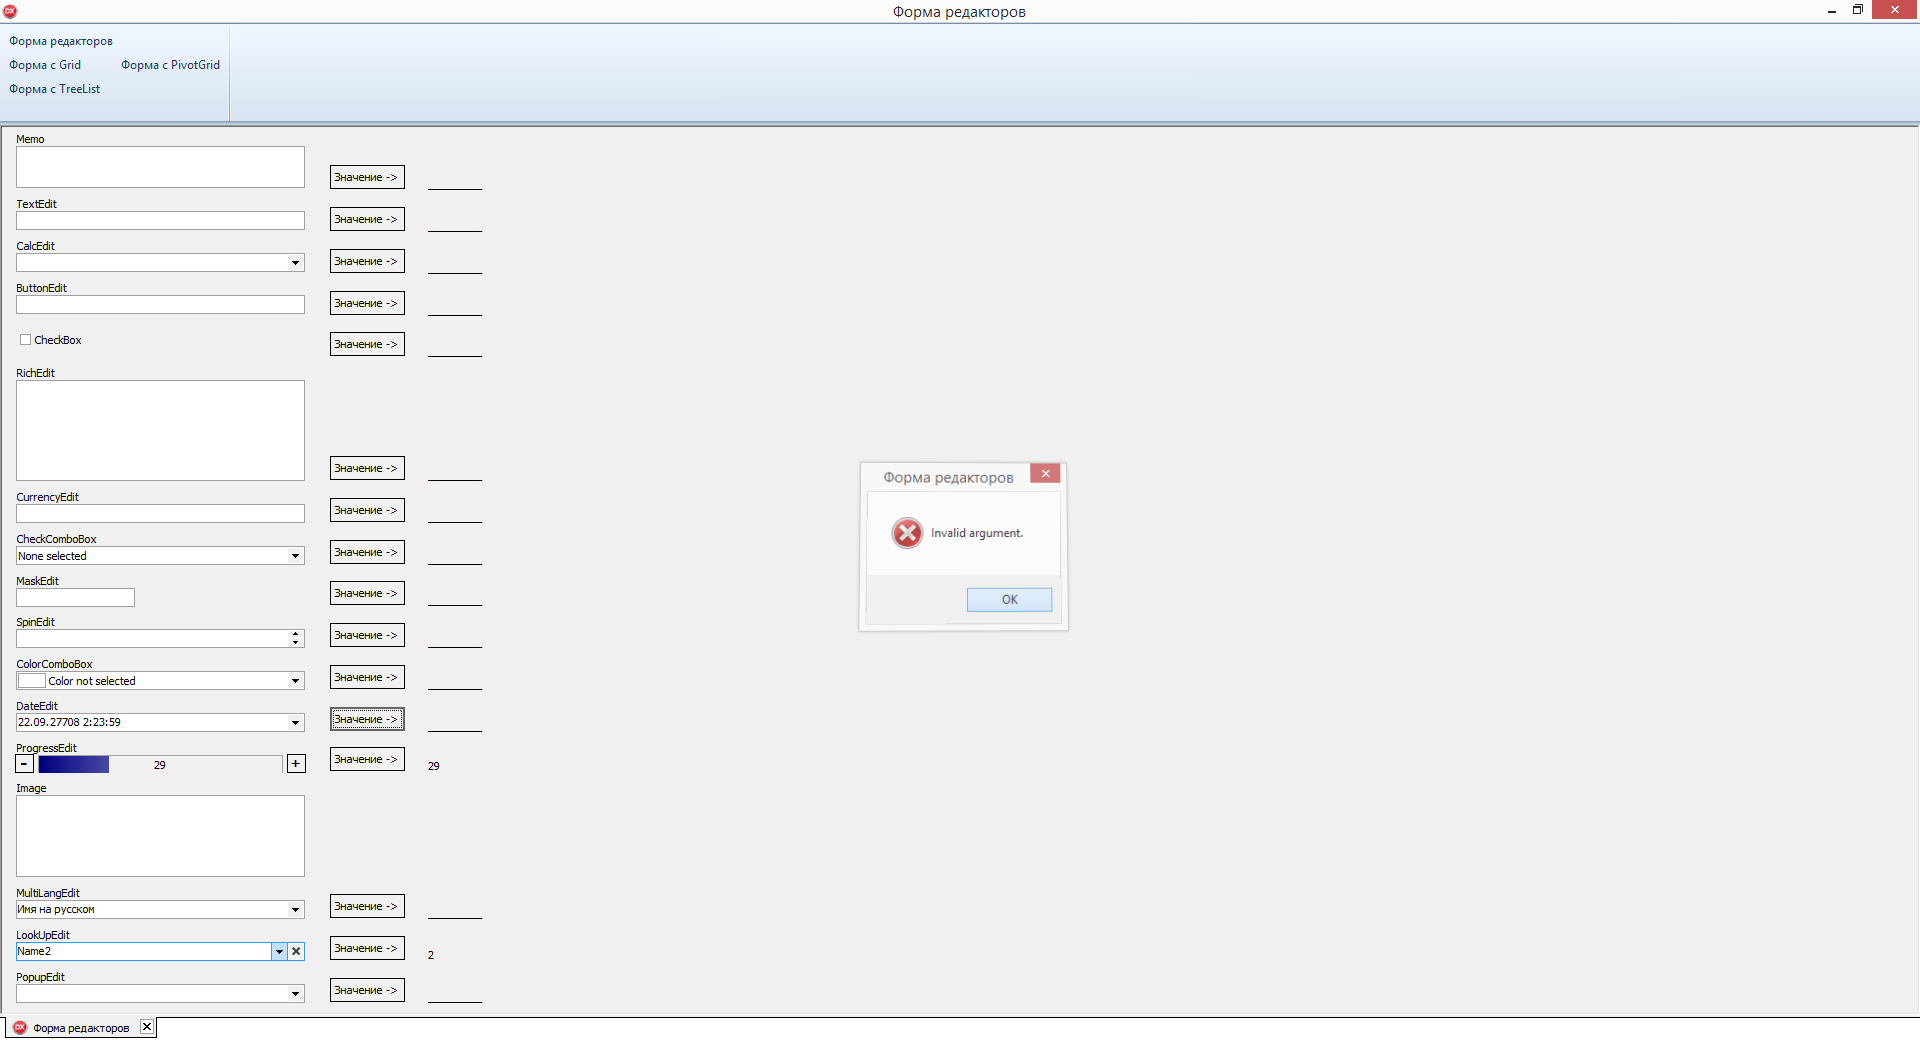 Форма редакторов
Форма редакторов
Форма с Grid
Форма с PivotGrid
Форма с TreeList
Memo
Значение ->
TextEdit
Значение ->
CalcEdit
Значение ->
ButtonEdit
Значение ->
CheckBox
Значение ->
RichEdit
Значение ->
CurrencyEdit
Значение ->
CheckComboBox
None selected
Значение ->
MaskEdit
Значение ->
SpinEdit
Значение ->
ColorComboBox
Color not selected
Значение ->
DateEdit
22.09.27708 2:23:59
Значение ->
ProgressEdit
- 29 +
Значение ->
29
Image
MultiLangEdit
Имя на русском
Значение ->
LookUpEdit
Name2
Значение ->
2
PopupEdit
Значение ->
Форма редакторов
Invalid argument.
OK
DX Форма редакторов